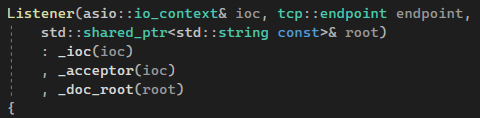 Listener(asio::io_context& ioc, tcp::endpoint endpoint,
std::shared_ptr<std::string const>& root)
: _ioc(ioc)
, _acceptor(ioc)
, _doc_root(root)
{